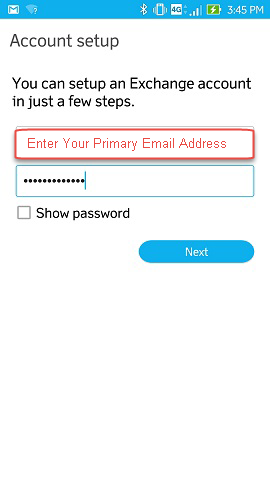 4G 3:45 PM
Account setup
You can setup an Exchange account
in just a few steps.
Enter Your Primary Email Address
•••••••••••••
Show password
Next